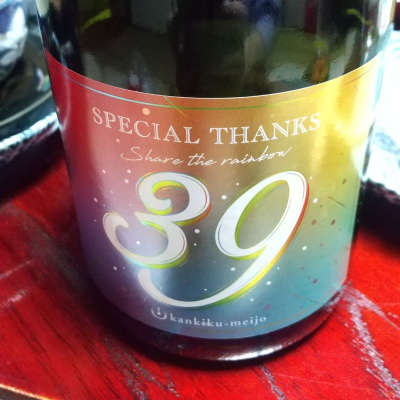 SPECIAL THANKS
Share the rainbow
39
kankiku-meijo